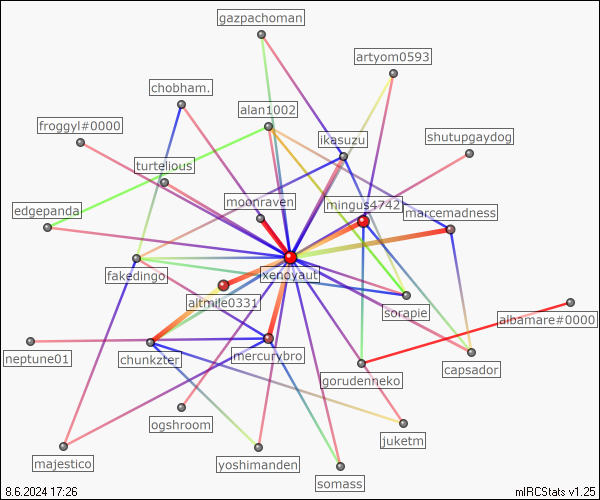 gazpachoman
artyom0593
chobham.
alan1002
froggyl#0000
ikasuzu
shutupgaydog
turtelious
moonraven
mingus4742
edgepanda
marcemadness
fakedingo
xenoyaut
altmile0331
sorapie
albamare#0000
neptune01
chunkzter
mercurybro
gorudenneko
capsador
ogshroom
juketm
majestico
yoshimanden
somass
8.6.2024 17:26
mIRCStats v1.25